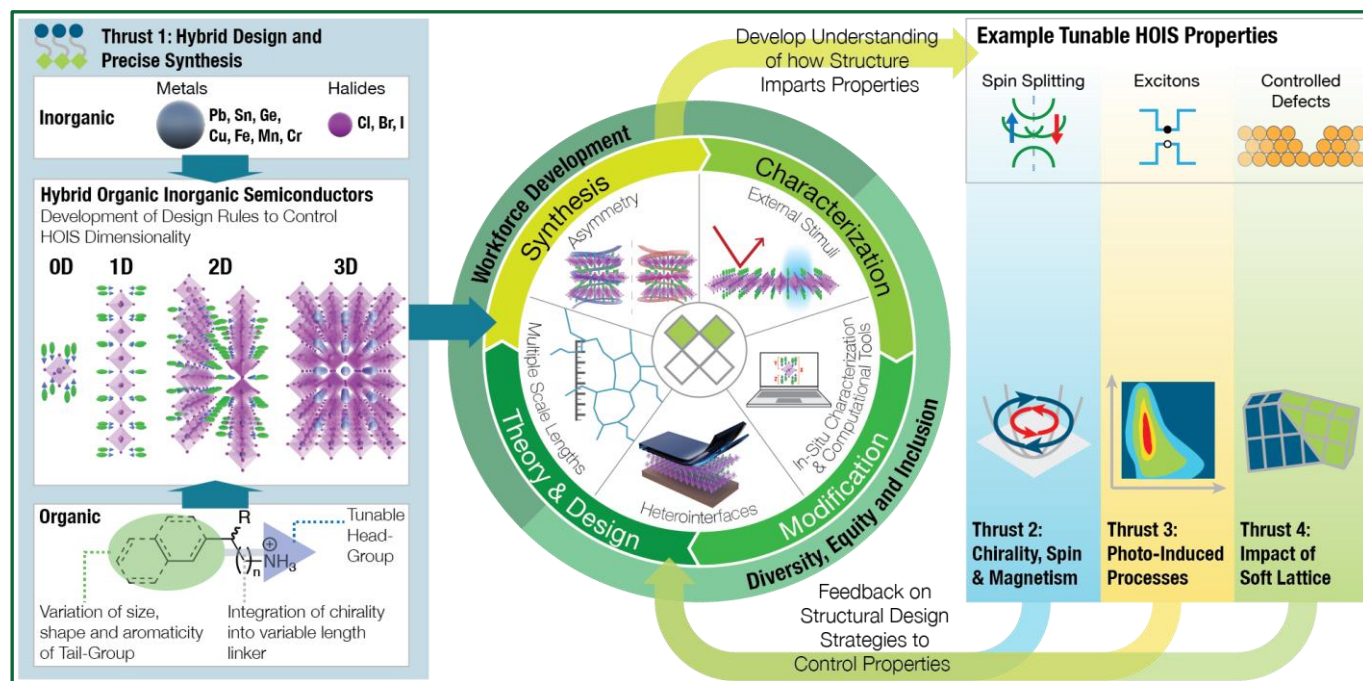 Thrust 1: Hybrid Design and
Precise Synthesis
Metals
Halides
Inorganic
Pb, Sn, Ge,
Cu, Fe, Mn, Cr
Cl, Br, I
Hybrid Organic Inorganic Semiconductors
Development of Design Rules to Control
HOIS Dimensionality
0D
1D
2D
3D
Organic
R
⊕
NH3
n
Tunable
Head-
Group
Variation of size,
shape and aromaticity
of Tail-Group
Integration of chirality
into variable length
linker
Develop Understanding
of how Structure
Imparts Properties
Workforce Development
Diversity, Equity and Inclusion
Synthesis
Characterization
Modification
Theory & Design
Asymmetry
External Stimuli
In-Situ Characterization
& Computational Tools
Heterointerfaces
Multiple Scale Lengths
Feedback on
Structural Design
Strategies to
Control Properties
Example Tunable HOIS Properties
Spin Splitting
Excitons
Controlled
Defects
Thrust 2:
Chirality, Spin
& Magnetism
Thrust 3:
Photo-Induced
Processes
Thrust 4:
Impact of
Soft Lattice